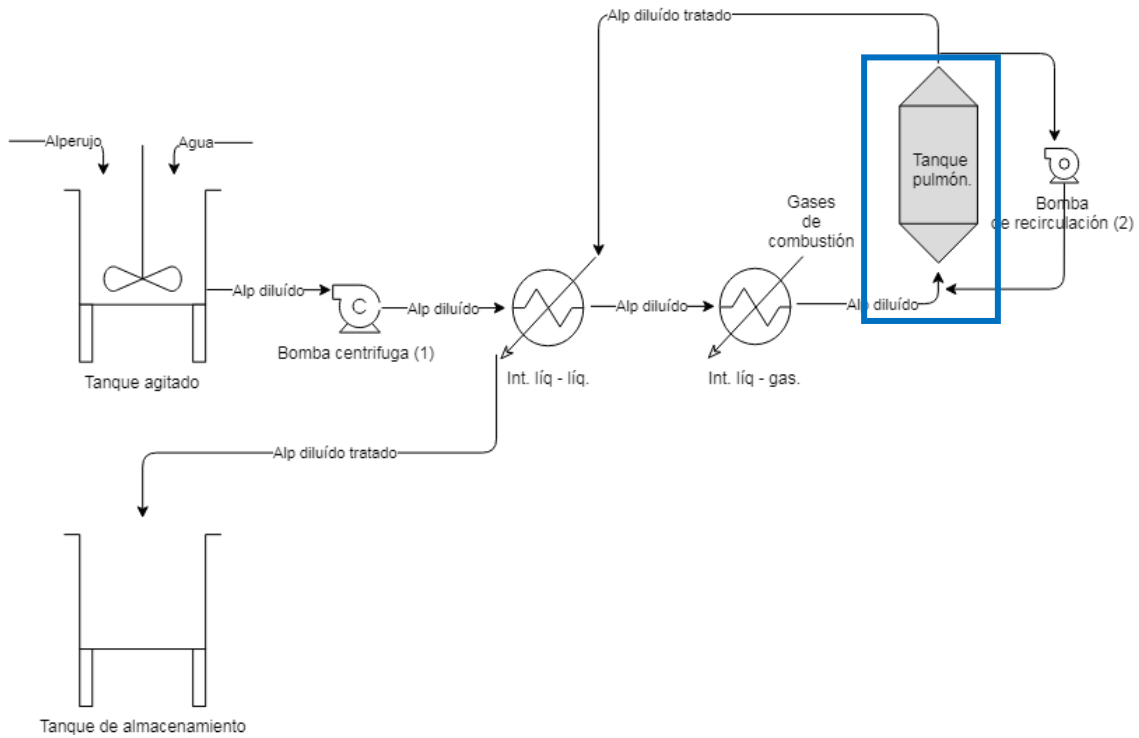 Alp diluído tratado
Alperujo
Agua
Tanque
pulmón.
Bomba
de recirculación (2)
Gases
de
combustión
Alp diluído
C
Alp diluído
Alp diluído
Alp diluído
Bomba centrifuga (1)
Tanque agitado
Int. líq - líq.
Int. líq - gas.
Alp diluído tratado
Tanque de almacenamiento